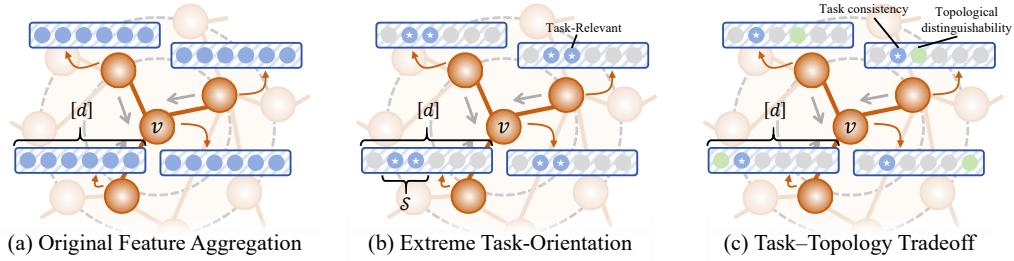 [d]
v
(a) Original Feature Aggregation
Task-Relevant
[d]
v
𝒮
(b) Extreme Task-Orientation
Task consistency
Topological
distinguishability
[d]
v
(c) Task–Topology Tradeoff